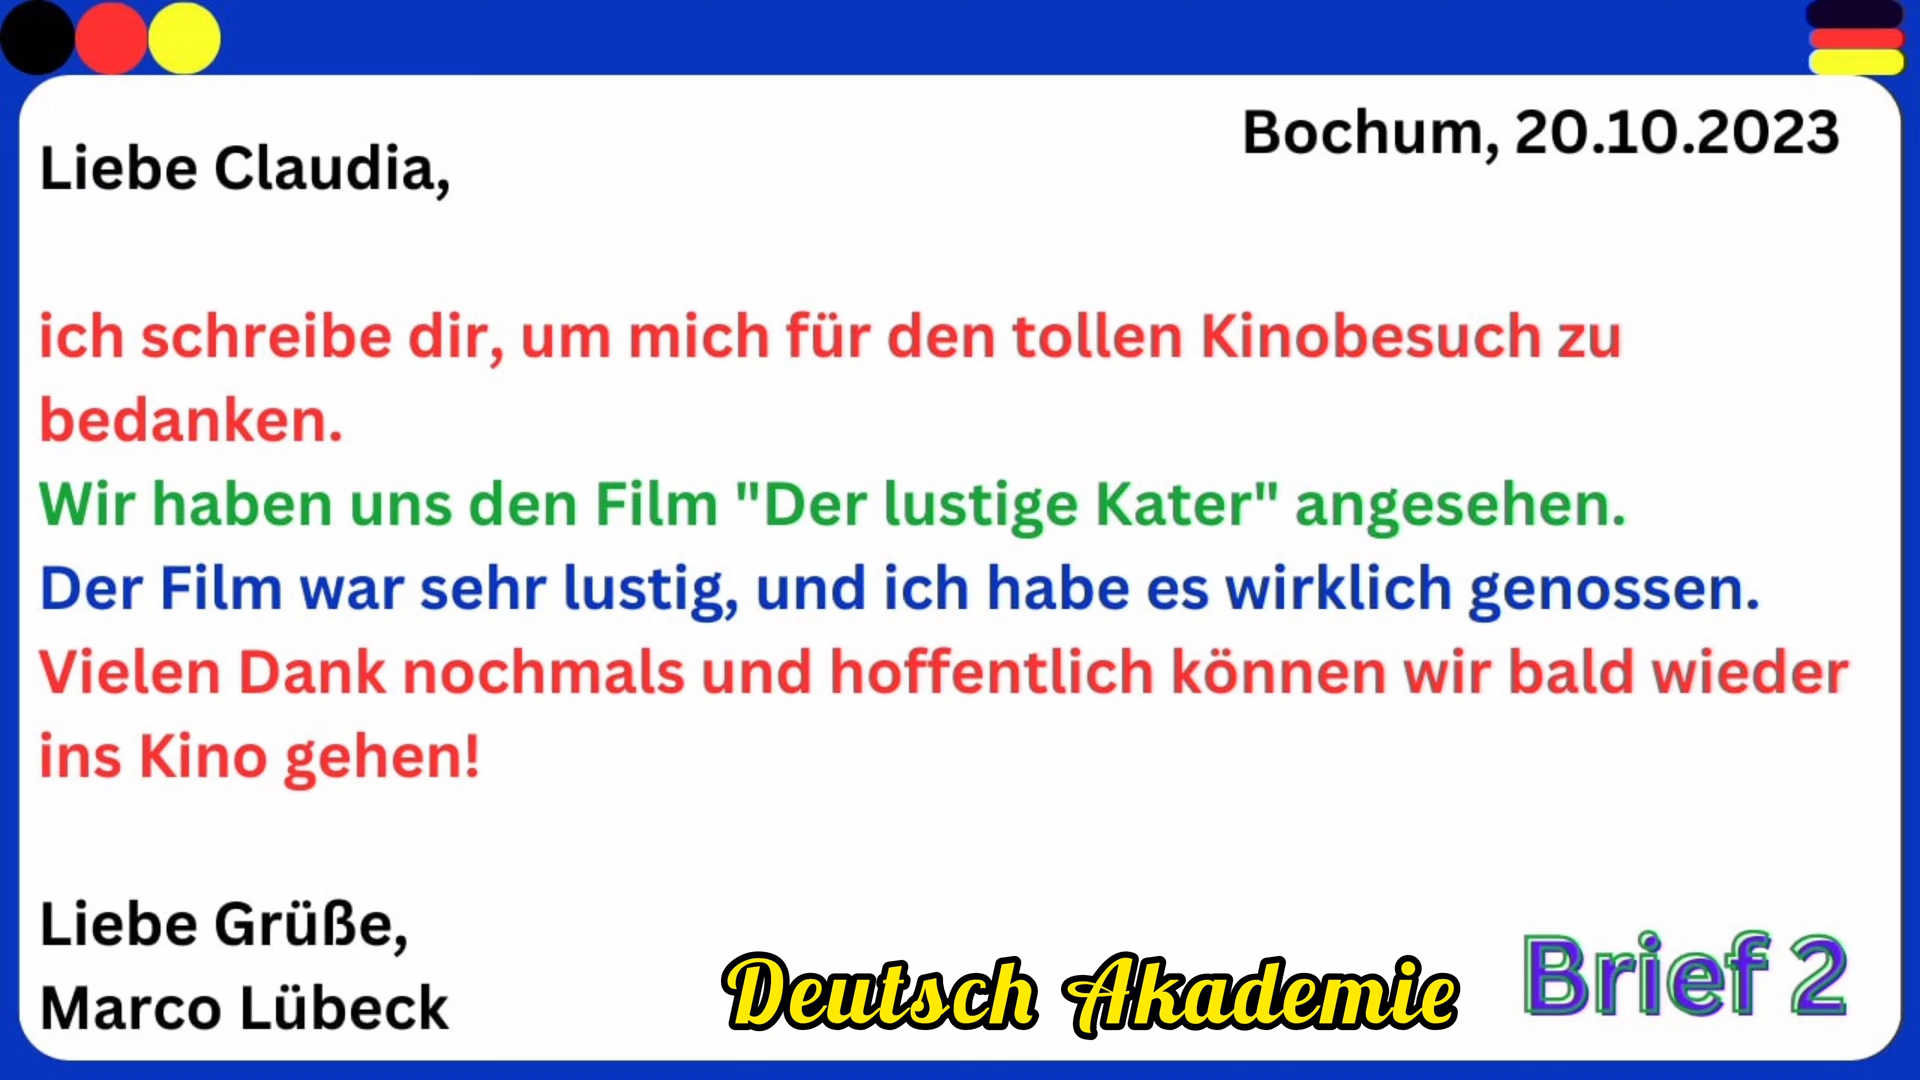 Bochum, 20.10.2023
Liebe Claudia,
ich schreibe dir, um mich für den tollen Kinobesuch zu
bedanken.
Wir haben uns den Film "Der lustige Kater" angesehen.
Der Film war sehr lustig, und ich habe es wirklich genossen.
Vielen Dank nochmals und hoffentlich können wir bald wieder
ins Kino gehen!
Liebe Grüße,
Marco Lübeck
Deutsch Akademie
Brief 2